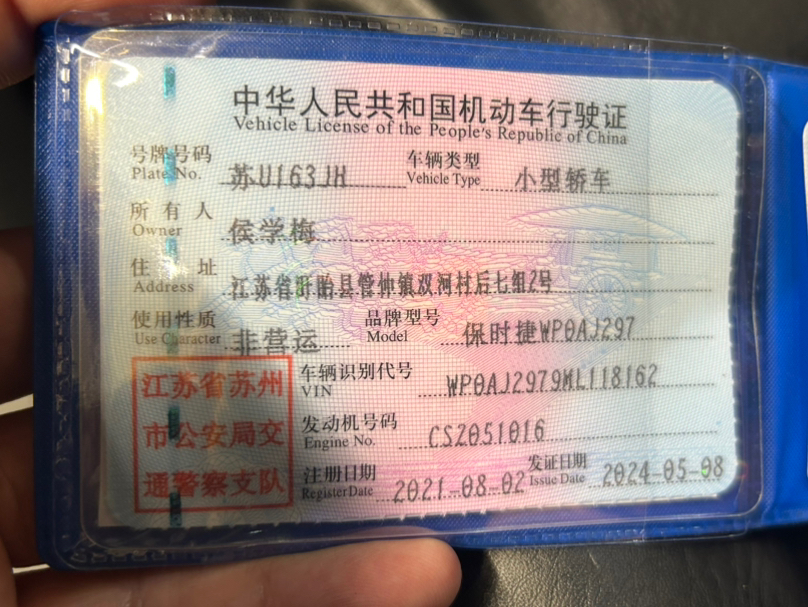 中华人民共和国机动车行驶证
Vehicle License of the People's Republic of China
号牌号码 苏U163JH 车辆类型 小型轿车
Plate No. Vehicle Type
所有人 侯学梅
Owner
住址 江苏省盱眙县管仲镇双河村后七组2号
Address
使用性质 非营运 品牌型号 保时捷WP0AJ297
Use Character Model
江苏省苏州
市公安局交
通警察支队
车辆识别代号 WP0AJ2979ML118162
VIN
发动机号码 CS2051016
Engine No.
注册日期 2021-08-02 发证日期 2024-05-08
Register Date Issue Date